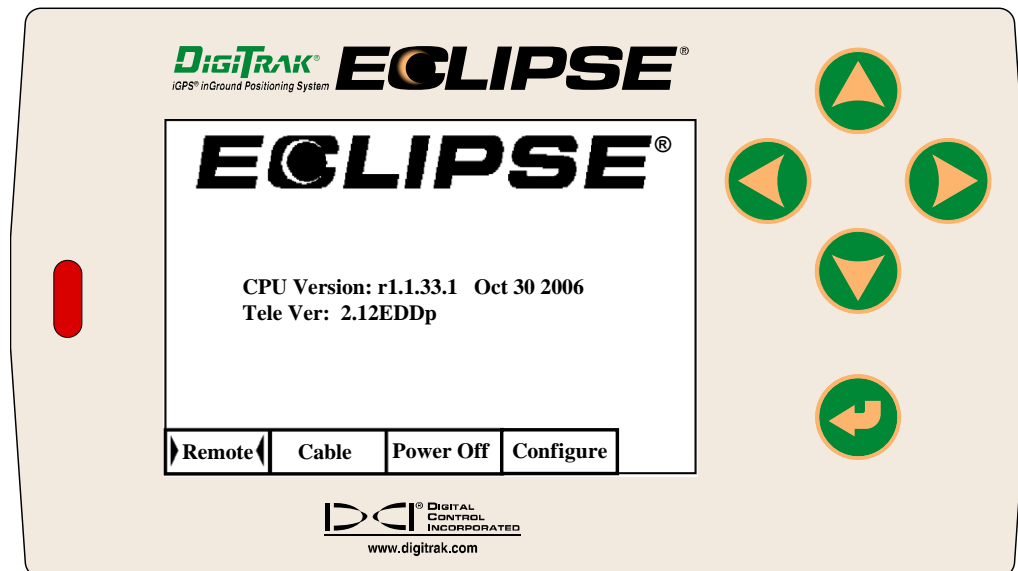 DIGITRAK® ECLIPSE®
iGPS® inGround Positioning System
ECLIPSE®
CPU Version: r1.1.33.1 Oct 30 2006
Tele Ver: 2.12EDDp
Remote Cable Power Off Configure
DCI® DIGITAL
CONTROL
INCORPORATED
www.digitrak.com